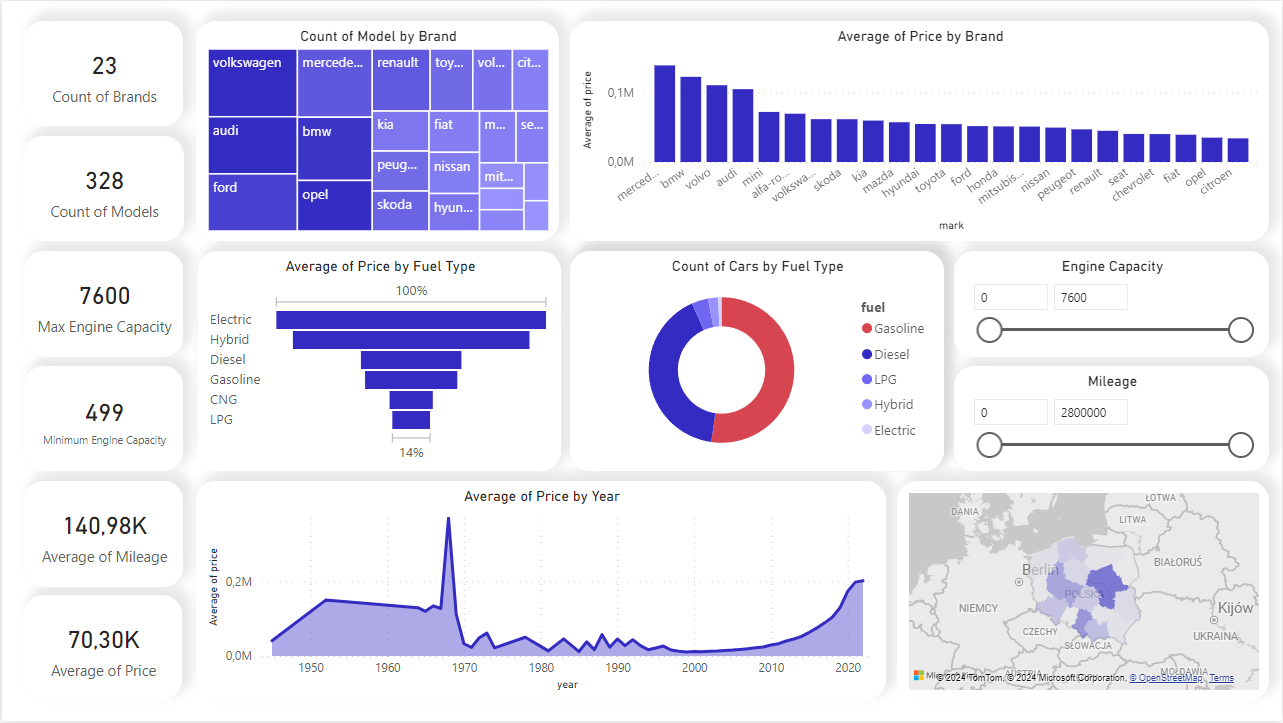 23
Count of Brands
328
Count of Models
7600
Max Engine Capacity
499
Minimum Engine Capacity
140,98K
Average of Mileage
70,30K
Average of Price
Count of Model by Brand
volkswagen
mercede...
renault
toy...
vol...
cit...
audi
bmw
kia
fiat
m...
se...
peug...
nissan
mit...
ford
opel
skoda
hyun...
Average of Price by Brand
Average of price
0,1M
0,0M
merced...
bmw
volvo
audi
mini
alfa-ro...
volkswa...
skoda
kia
mazda
hyundai
toyota
ford
honda
mitsubis...
nissan
peugeot
renault
seat
chevrolet
fiat
opel
citroen
mark
Average of Price by Fuel Type
100%
Electric
Hybrid
Diesel
Gasoline
CNG
LPG
14%
Count of Cars by Fuel Type
fuel
Gasoline
Diesel
LPG
Hybrid
Electric
Engine Capacity
0
7600
Mileage
0
2800000
Average of Price by Year
Average of price
0,2M
0,0M
1950
1960
1970
1980
1990
2000
2010
2020
year
ŁOTWA
DANIA
LITWA
BIAŁORUŚ
Berlin
POLSKA
NIEMCY
Kijów
CZECHY
UKRAINA
SŁOWACJA
AUSTRIA
MOŁDAWIA
© 2024 TomTom, © 2024 Microsoft Corporation, © OpenStreetMap Terms